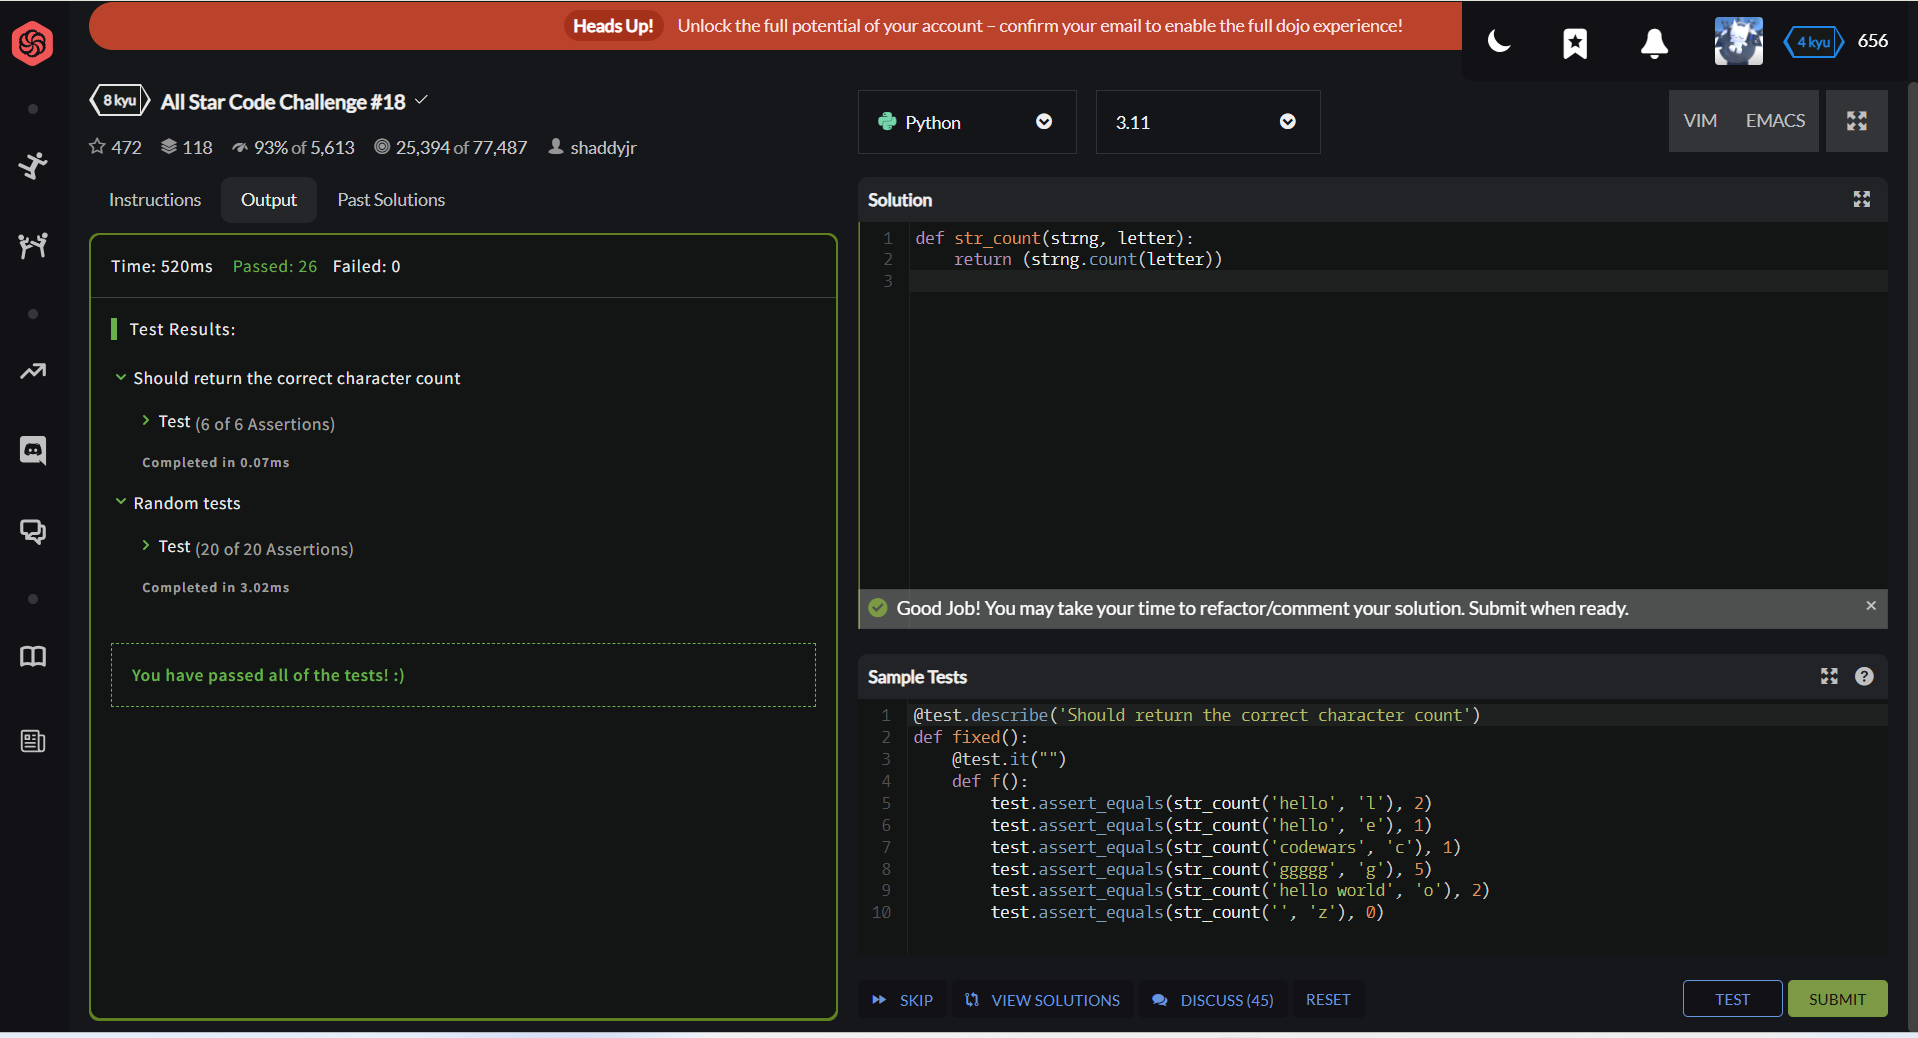 Heads Up! Unlock the full potential of your account – confirm your email to enable the full dojo experience!
4 kyu 656
8 kyu All Star Code Challenge #18
472 118 93% of 5,613 25,394 of 77,487 shaddyjr
Instructions Output Past Solutions
Time: 520ms Passed: 26 Failed: 0
Test Results:
Should return the correct character count
Test (6 of 6 Assertions)
Completed in 0.07ms
Random tests
Test (20 of 20 Assertions)
Completed in 3.02ms
You have passed all of the tests! :)
Python 3.11 VIM EMACS
Solution
1 def str_count(strng, letter):
2     return (strng.count(letter))
3
Good Job! You may take your time to refactor/comment your solution. Submit when ready. ×
Sample Tests ?
1 @test.describe('Should return the correct character count')
2 def fixed():
3     @test.it("")
4     def f():
5         test.assert_equals(str_count('hello', 'l'), 2)
6         test.assert_equals(str_count('hello', 'e'), 1)
7         test.assert_equals(str_count('codewars', 'c'), 1)
8         test.assert_equals(str_count('ggggg', 'g'), 5)
9         test.assert_equals(str_count('hello world', 'o'), 2)
10         test.assert_equals(str_count('', 'z'), 0)
SKIP VIEW SOLUTIONS DISCUSS (45) RESET TEST SUBMIT